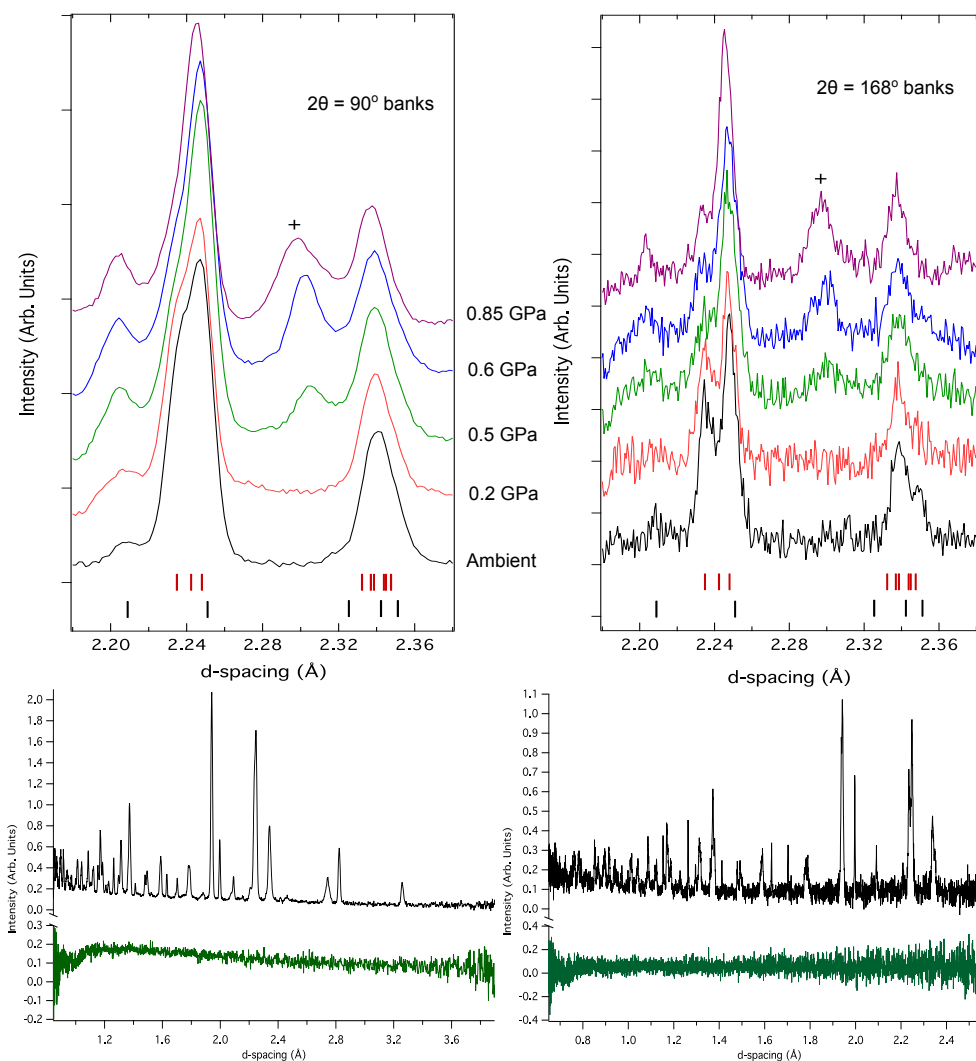 2θ = 90° banks
+
Intensity (Arb. Units)
0.85 GPa
0.6 GPa
0.5 GPa
0.2 GPa
Ambient
2.20 2.24 2.28 2.32 2.36
d-spacing (Å)
2θ = 168° banks
+
Intensity (Arb. Units)
2.20 2.24 2.28 2.32 2.36
d-spacing (Å)
2.0
1.8
1.6
1.4
1.2
1.0
0.8
0.6
0.4
0.2
0.0
Intensity (Arb. Units)
0.3
0.2
0.1
0.0
-0.1
-0.2
1.2 1.6 2.0 2.4 2.8 3.2 3.6
d-spacing (Å)
1.1
1.0
0.9
0.8
0.7
0.6
0.5
0.4
0.3
0.2
0.1
0.0
Intensity (Arb. Units)
0.4
0.2
0.0
-0.2
-0.4
0.8 1.0 1.2 1.4 1.6 1.8 2.0 2.2 2.4
d-spacing (Å)